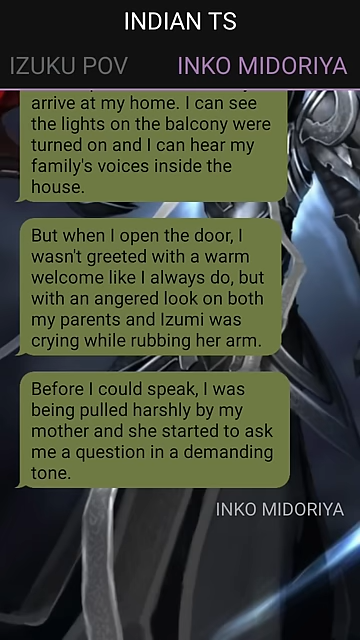 INDIAN TS
IZUKU POV INKO MIDORIYA
arrive at my home. I can see
the lights on the balcony were
turned on and I can hear my
family's voices inside the
house.
But when I open the door, I
wasn't greeted with a warm
welcome like I always do, but
with an angered look on both
my parents and Izumi was
crying while rubbing her arm.
Before I could speak, I was
being pulled harshly by my
mother and she started to ask
me a question in a demanding
tone.
INKO MIDORIYA